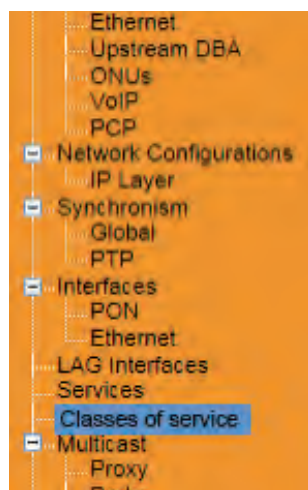 Ethernet
Upstream DBA
ONUs
VoIP
PCP
Network Configurations
IP Layer
Synchronism
Global
PTP
Interfaces
PON
Ethernet
LAG Interfaces
Services
Classes of service
Multicast
Proxy